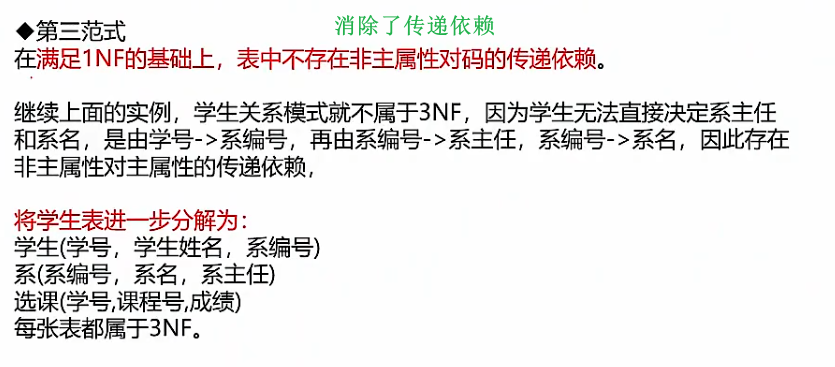 消除了传递依赖
◆第三范式
在满足1NF的基础上，表中不存在非主属性对码的传递依赖。
继续上面的实例，学生关系模式就不属于3NF，因为学生无法直接决定系主任
和系名，是由学号->系编号，再由系编号->系主任，系编号->系名，因此存在
非主属性对主属性的传递依赖，
将学生表进一步分解为：
学生(学号，学生姓名，系编号)
系(系编号，系名，系主任)
选课(学号,课程号,成绩)
每张表都属于3NF。